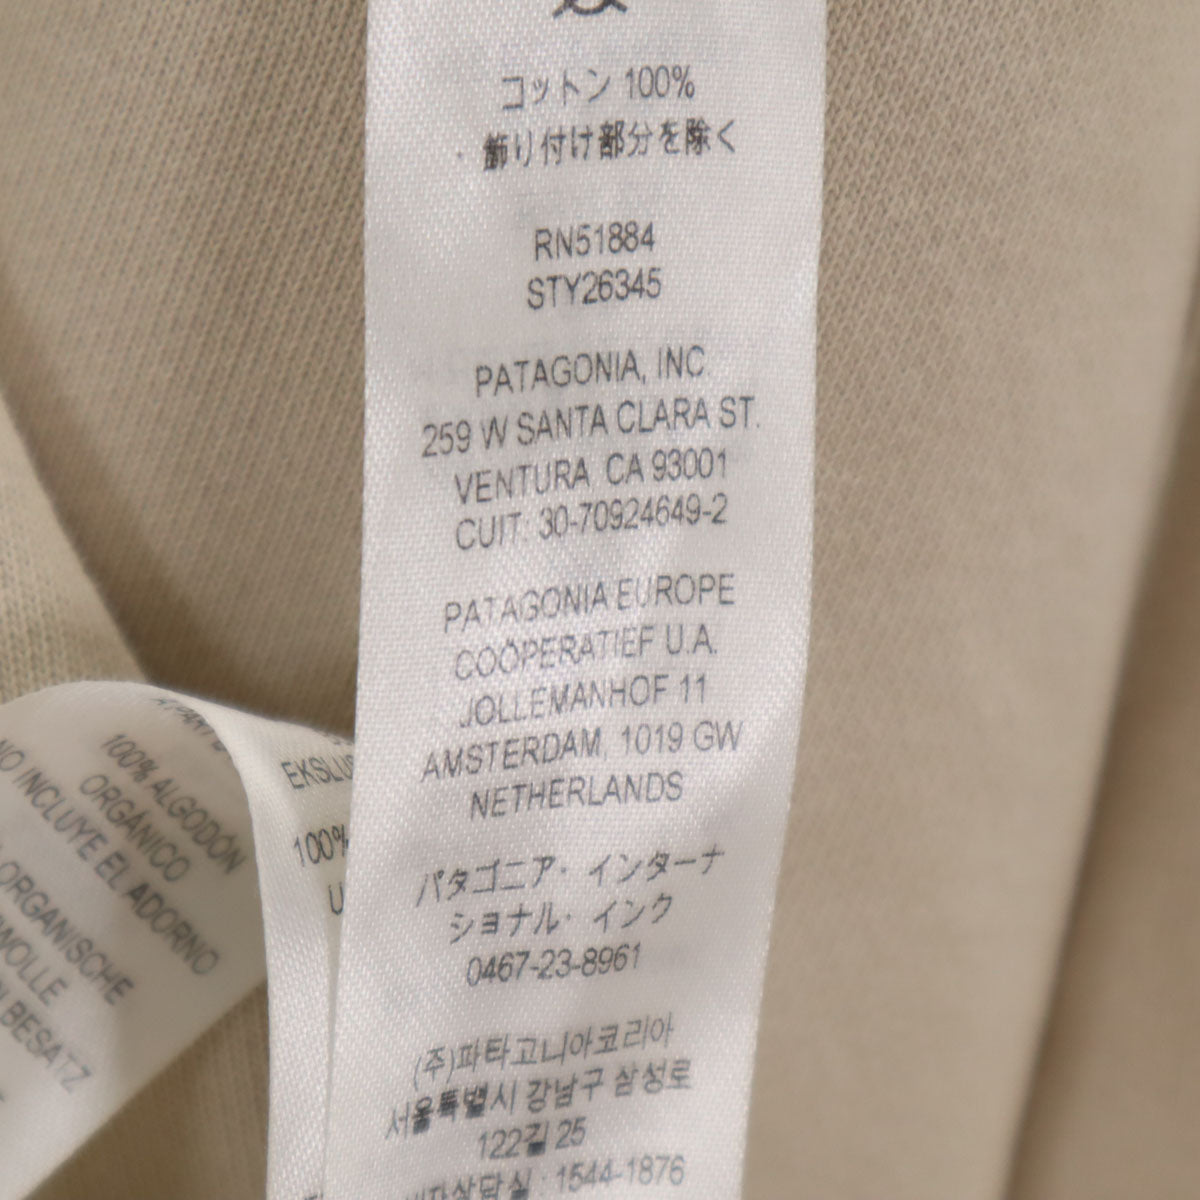 コットン 100%
・飾り付け部分を除く
RN51884
STY26345
PATAGONIA, INC
259 W SANTA CLARA ST.
VENTURA CA 93001
CUIT: 30-70924649-2
PATAGONIA EUROPE
COÖPERATIEF U.A.
JOLLEMANHOF 11
AMSTERDAM, 1019 GW
NETHERLANDS
パタゴニア・インターナ
ショナル・インク
0467-23-8961
(주)파타고니아코리아
서울특별시 강남구 삼성로
122길 25
1544-1876
100% ALGODÓN
ORGÁNICO
NO INCLUYE EL ADORNO
ORGANISCHE
BESATZ
100%